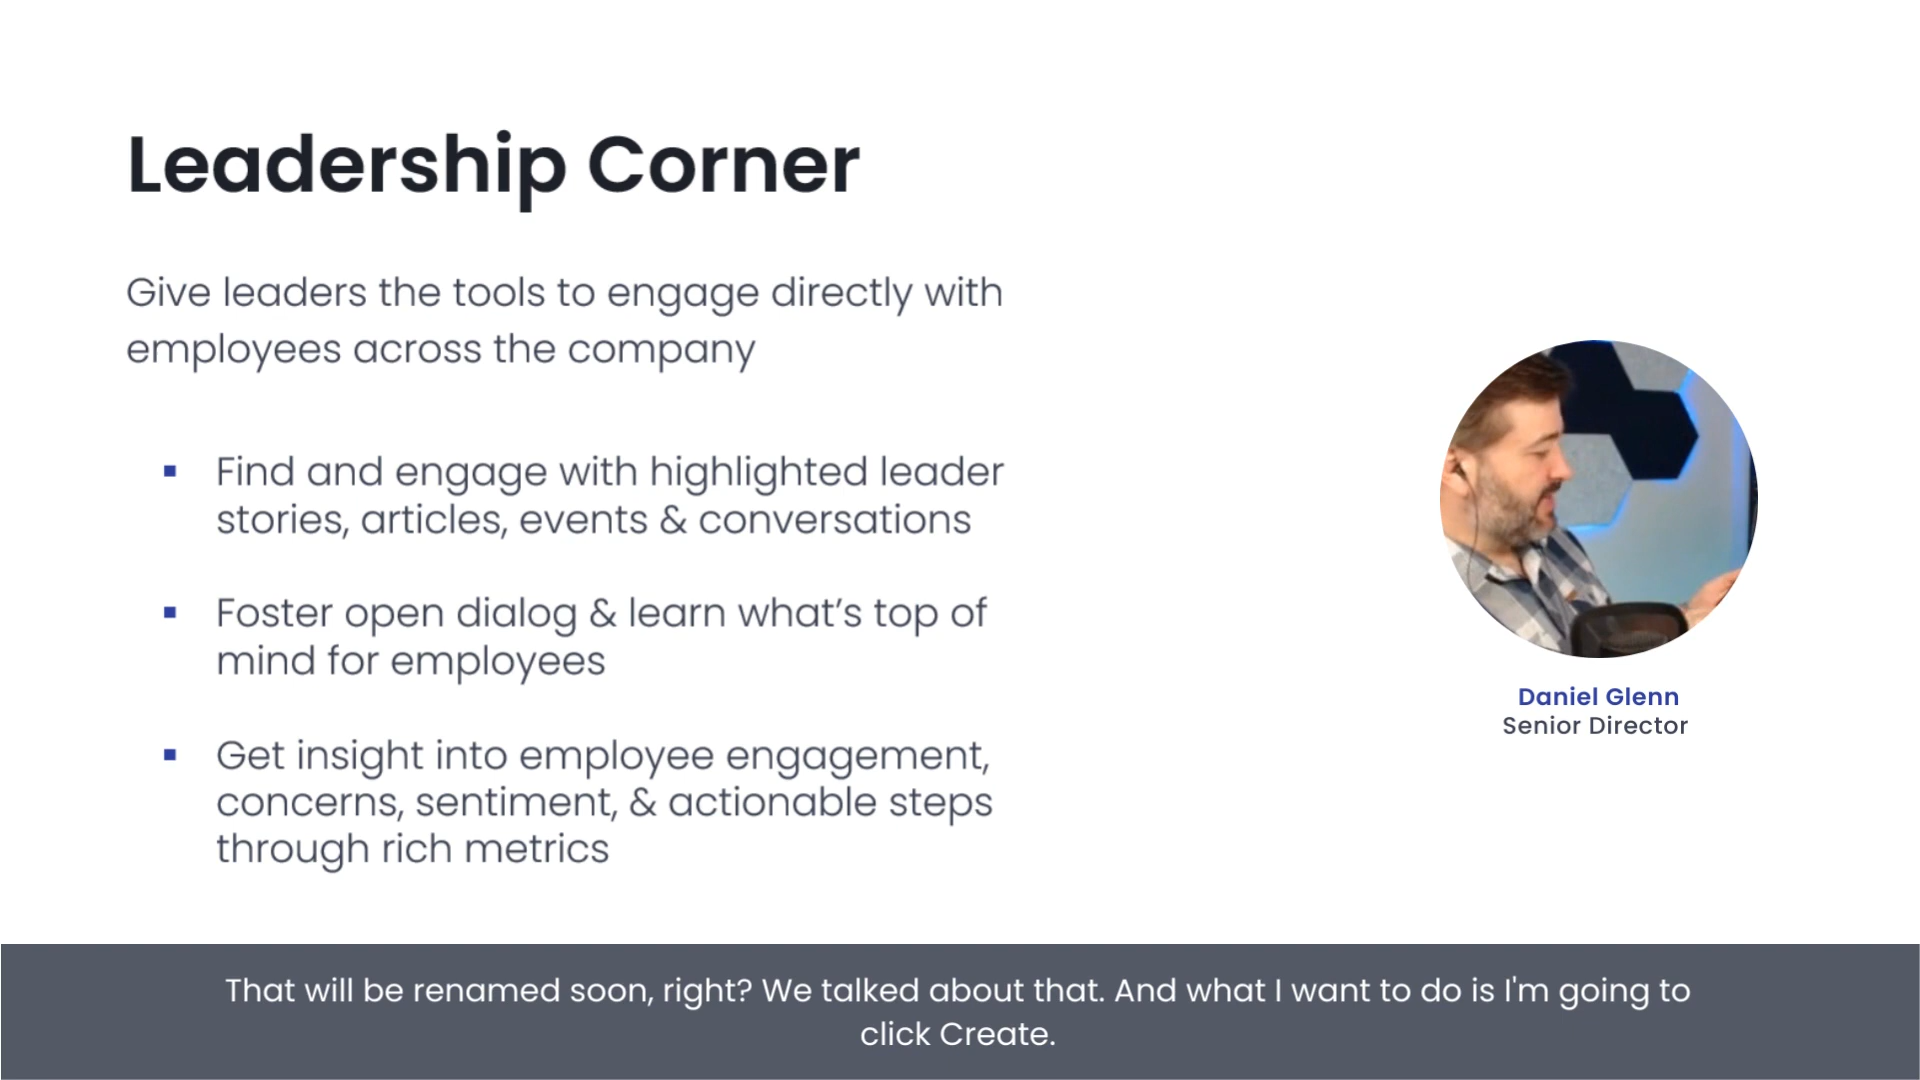 Leadership Corner
Give leaders the tools to engage directly with
employees across the company
▪ Find and engage with highlighted leader
stories, articles, events & conversations
▪ Foster open dialog & learn what’s top of
mind for employees
▪ Get insight into employee engagement,
concerns, sentiment, & actionable steps
through rich metrics
Daniel Glenn
Senior Director
That will be renamed soon, right? We talked about that. And what I want to do is I'm going to
click Create.